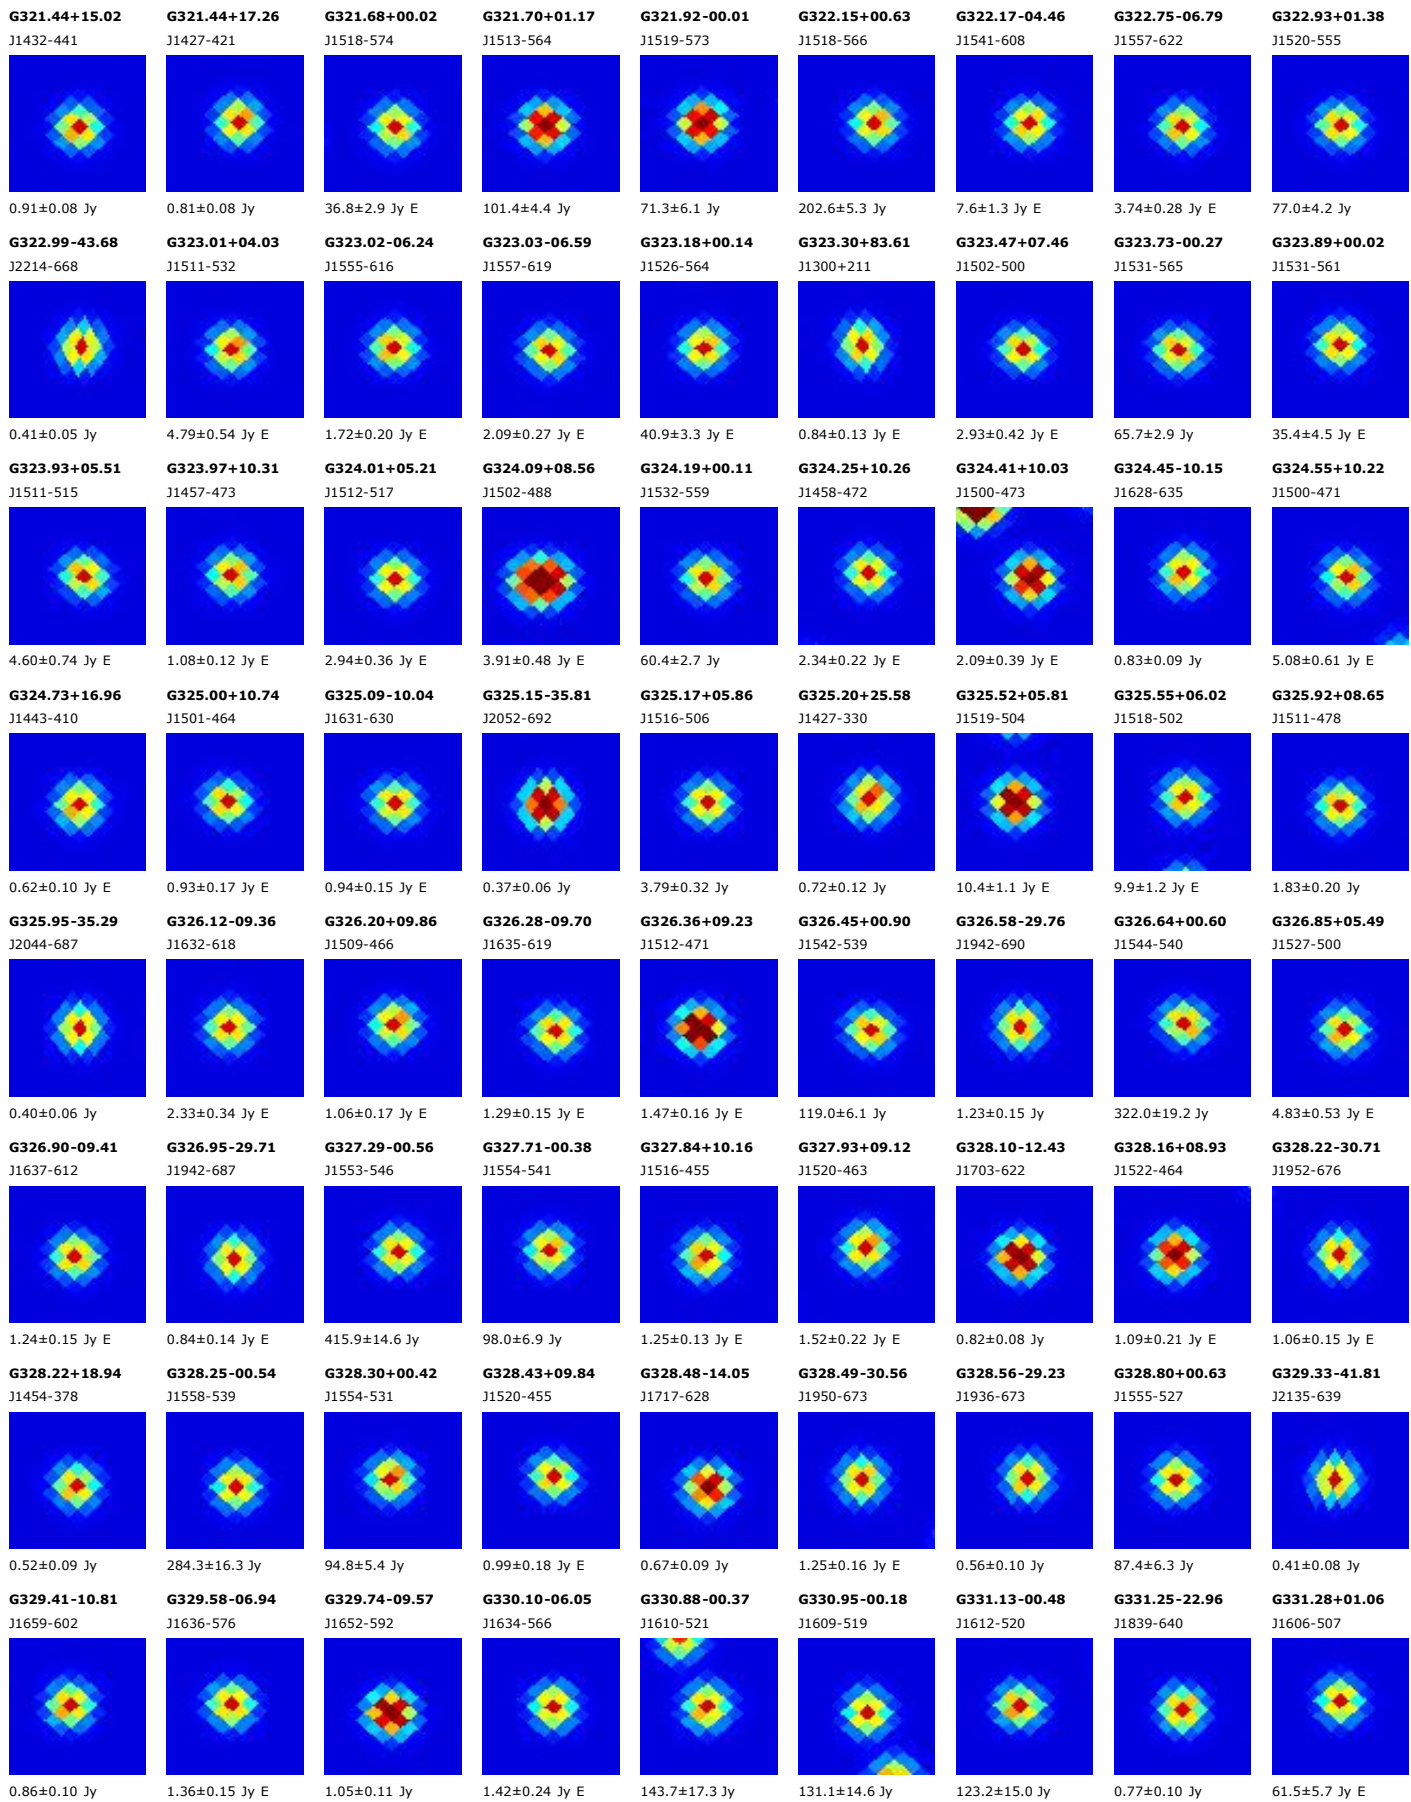 G321.44+15.02 G321.44+17.26 G321.68+00.02 G321.70+01.17 G321.92-00.01 G322.15+00.63 G322.17-04.46 G322.75-06.79 G322.93+01.38
J1432-441 J1427-421 J1518-574 J1513-564 J1519-573 J1518-566 J1541-608 J1557-622 J1520-555
0.91±0.08 Jy 0.81±0.08 Jy 36.8±2.9 Jy E 101.4±4.4 Jy 71.3±6.1 Jy 202.6±5.3 Jy 7.6±1.3 Jy E 3.74±0.28 Jy E 77.0±4.2 Jy
G322.99-43.68 G323.01+04.03 G323.02-06.24 G323.03-06.59 G323.18+00.14 G323.30+83.61 G323.47+07.46 G323.73-00.27 G323.89+00.02
J2214-668 J1511-532 J1555-616 J1557-619 J1526-564 J1300+211 J1502-500 J1531-565 J1531-561
0.41±0.05 Jy 4.79±0.54 Jy E 1.72±0.20 Jy E 2.09±0.27 Jy E 40.9±3.3 Jy E 0.84±0.13 Jy E 2.93±0.42 Jy E 65.7±2.9 Jy 35.4±4.5 Jy E
G323.93+05.51 G323.97+10.31 G324.01+05.21 G324.09+08.56 G324.19+00.11 G324.25+10.26 G324.41+10.03 G324.45-10.15 G324.55+10.22
J1511-515 J1457-473 J1512-517 J1502-488 J1532-559 J1458-472 J1500-473 J1628-635 J1500-471
4.60±0.74 Jy E 1.08±0.12 Jy E 2.94±0.36 Jy E 3.91±0.48 Jy E 60.4±2.7 Jy 2.34±0.22 Jy E 2.09±0.39 Jy E 0.83±0.09 Jy 5.08±0.61 Jy E
G324.73+16.96 G325.00+10.74 G325.09-10.04 G325.15-35.81 G325.17+05.86 G325.20+25.58 G325.52+05.81 G325.55+06.02 G325.92+08.65
J1443-410 J1501-464 J1631-630 J2052-692 J1516-506 J1427-330 J1519-504 J1518-502 J1511-478
0.62±0.10 Jy E 0.93±0.17 Jy E 0.94±0.15 Jy E 0.37±0.06 Jy 3.79±0.32 Jy 0.72±0.12 Jy 10.4±1.1 Jy E 9.9±1.2 Jy E 1.83±0.20 Jy
G325.95-35.29 G326.12-09.36 G326.20+09.86 G326.28-09.70 G326.36+09.23 G326.45+00.90 G326.58-29.76 G326.64+00.60 G326.85+05.49
J2044-687 J1632-618 J1509-466 J1635-619 J1512-471 J1542-539 J1942-690 J1544-540 J1527-500
0.40±0.06 Jy 2.33±0.34 Jy E 1.06±0.17 Jy E 1.29±0.15 Jy E 1.47±0.16 Jy E 119.0±6.1 Jy 1.23±0.15 Jy 322.0±19.2 Jy 4.83±0.53 Jy E
G326.90-09.41 G326.95-29.71 G327.29-00.56 G327.71-00.38 G327.84+10.16 G327.93+09.12 G328.10-12.43 G328.16+08.93 G328.22-30.71
J1637-612 J1942-687 J1553-546 J1554-541 J1516-455 J1520-463 J1703-622 J1522-464 J1952-676
1.24±0.15 Jy E 0.84±0.14 Jy E 415.9±14.6 Jy 98.0±6.9 Jy 1.25±0.13 Jy E 1.52±0.22 Jy E 0.82±0.08 Jy 1.09±0.21 Jy E 1.06±0.15 Jy E
G328.22+18.94 G328.25-00.54 G328.30+00.42 G328.43+09.84 G328.48-14.05 G328.49-30.56 G328.56-29.23 G328.80+00.63 G329.33-41.81
J1454-378 J1558-539 J1554-531 J1520-455 J1717-628 J1950-673 J1936-673 J1555-527 J2135-639
0.52±0.09 Jy 284.3±16.3 Jy 94.8±5.4 Jy 0.99±0.18 Jy E 0.67±0.09 Jy 1.25±0.16 Jy E 0.56±0.10 Jy 87.4±6.3 Jy 0.41±0.08 Jy
G329.41-10.81 G329.58-06.94 G329.74-09.57 G330.10-06.05 G330.88-00.37 G330.95-00.18 G331.13-00.48 G331.25-22.96 G331.28+01.06
J1659-602 J1636-576 J1652-592 J1634-566 J1610-521 J1609-519 J1612-520 J1839-640 J1606-507
0.86±0.10 Jy 1.36±0.15 Jy E 1.05±0.11 Jy 1.42±0.24 Jy E 143.7±17.3 Jy 131.1±14.6 Jy 123.2±15.0 Jy 0.77±0.10 Jy 61.5±5.7 Jy E